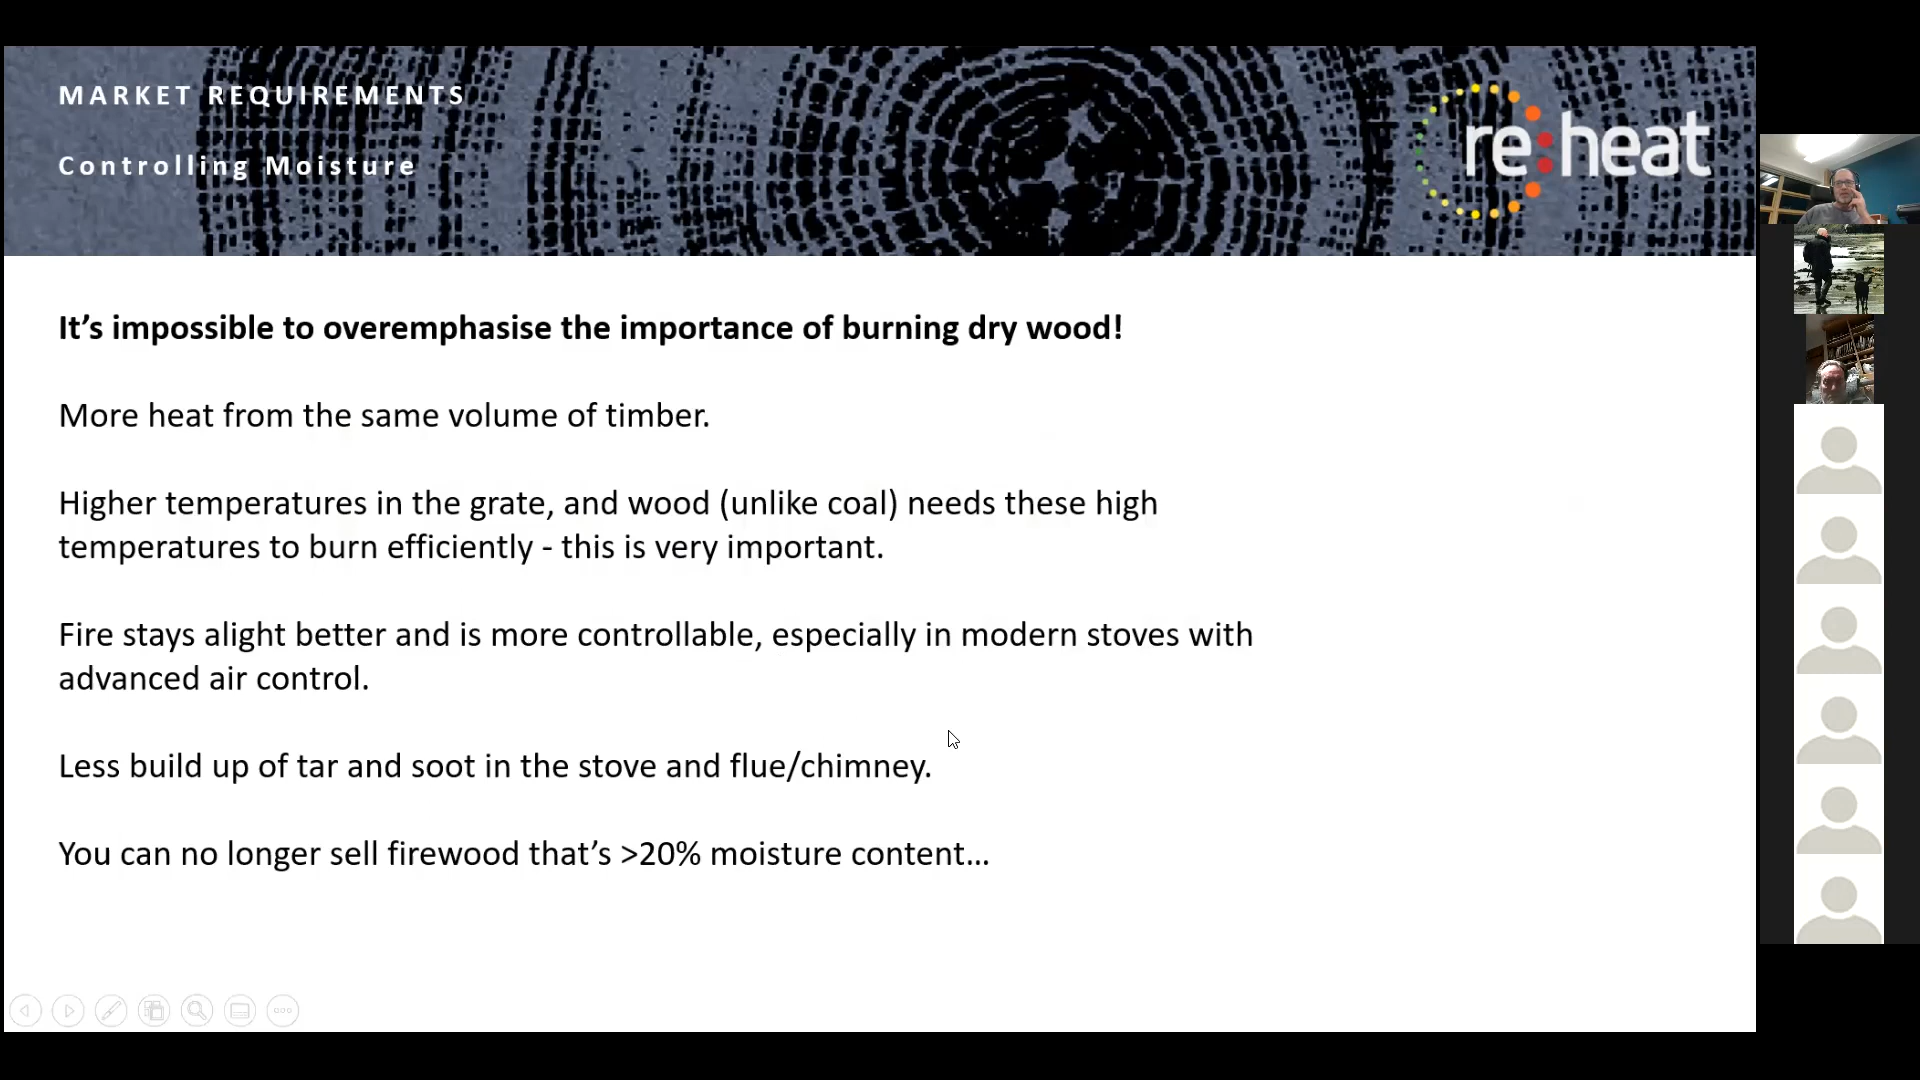 MARKET REQUIREMENTS
Controlling Moisture
re:heat
It’s impossible to overemphasise the importance of burning dry wood!
More heat from the same volume of timber.
Higher temperatures in the grate, and wood (unlike coal) needs these high
temperatures to burn efficiently - this is very important.
Fire stays alight better and is more controllable, especially in modern stoves with
advanced air control.
Less build up of tar and soot in the stove and flue/chimney.
You can no longer sell firewood that’s >20% moisture content…